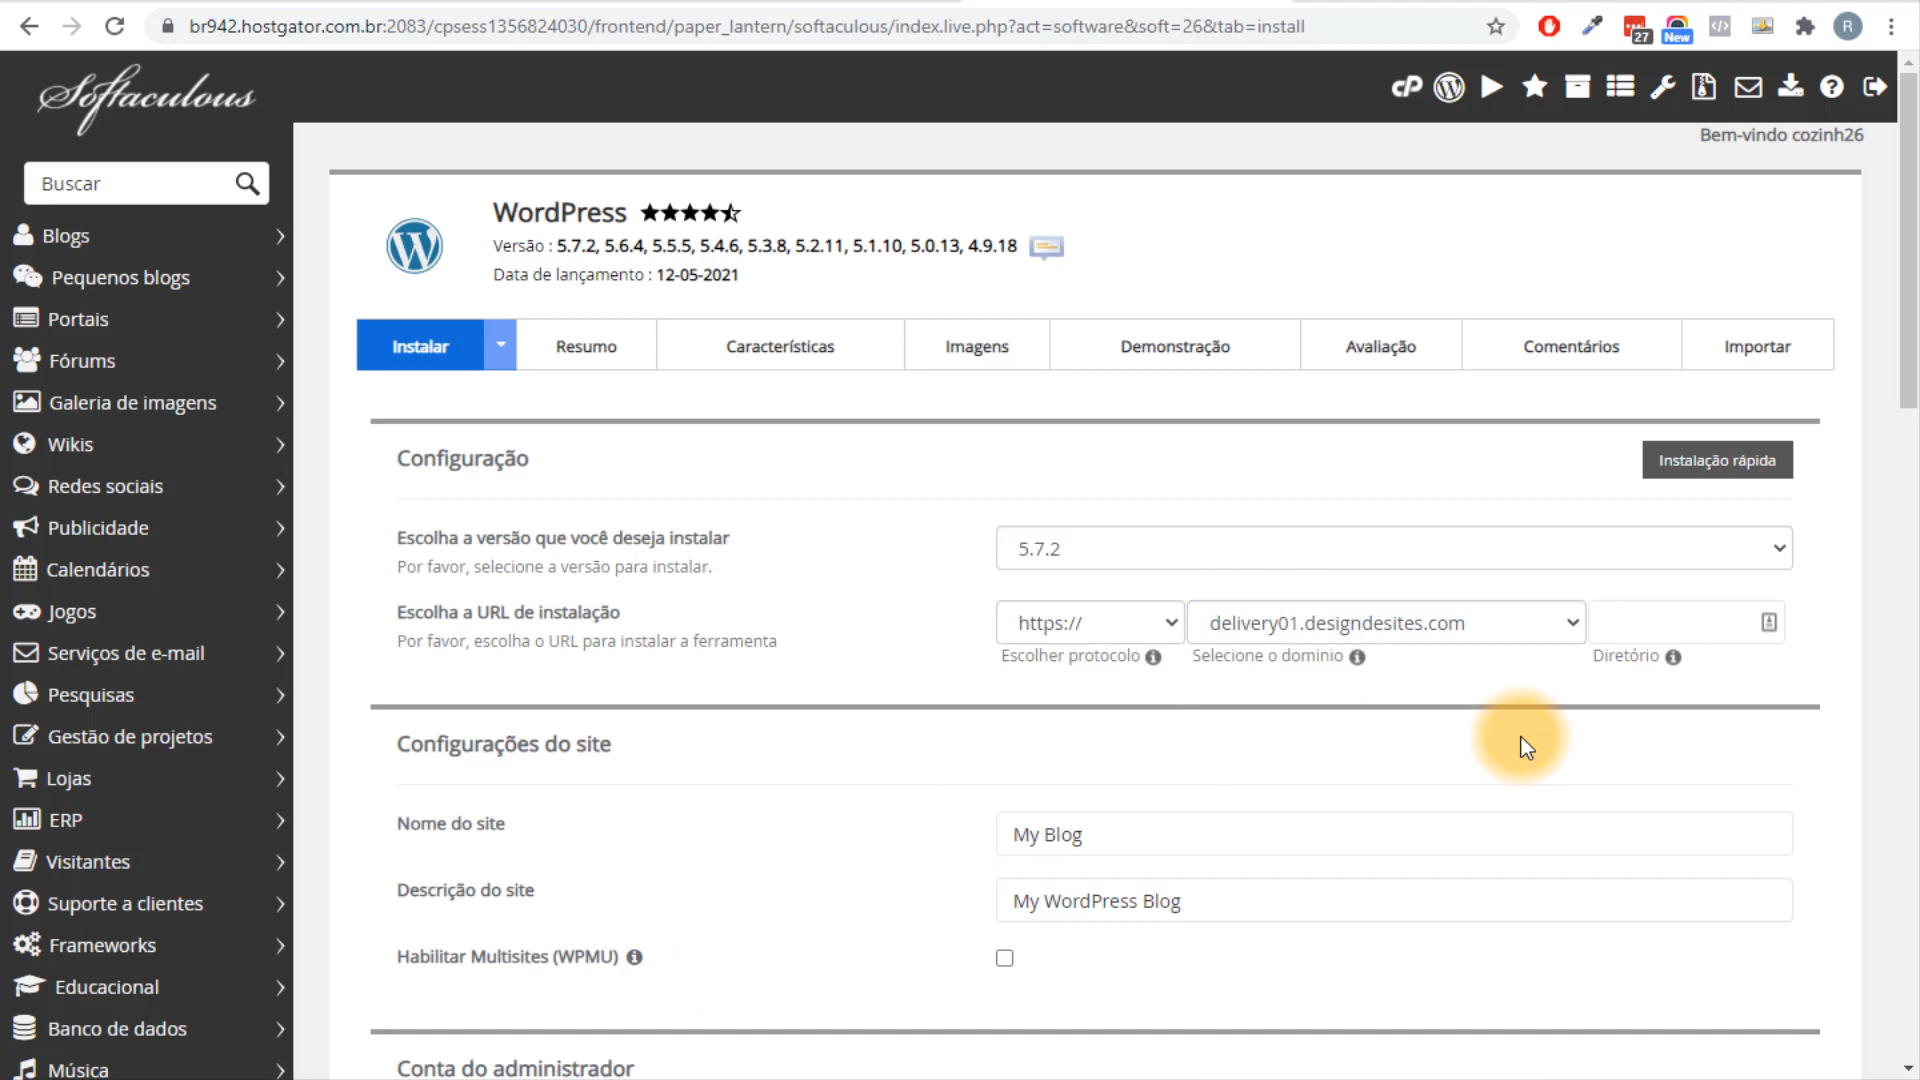 br942.hostgator.com.br:2083/cpsess1356824030/frontend/paper_lantern/softaculous/index.live.php?act=software&soft=26&tab=install
27
New
R
Softaculous
cP
Bem-vindo cozinh26
Buscar
Blogs
Pequenos blogs
Portais
Fórums
Galeria de imagens
Wikis
Redes sociais
Publicidade
Calendários
Jogos
Serviços de e-mail
Pesquisas
Gestão de projetos
Lojas
ERP
Visitantes
Suporte a clientes
Frameworks
Educacional
Banco de dados
Música
WordPress
Versão : 5.7.2, 5.6.4, 5.5.5, 5.4.6, 5.3.8, 5.2.11, 5.1.10, 5.0.13, 4.9.18
Data de lançamento : 12-05-2021
Instalar Resumo Características Imagens Demonstração Avaliação Comentários Importar
Configuração
Instalação rápida
Escolha a versão que você deseja instalar
Por favor, selecione a versão para instalar.
5.7.2
Escolha a URL de instalação
Por favor, escolha o URL para instalar a ferramenta
https:// delivery01.designdesites.com
Escolher protocolo Selecione o dominio Diretório
Configurações do site
Nome do site
My Blog
Descrição do site
My WordPress Blog
Habilitar Multisites (WPMU)
Conta do administrador